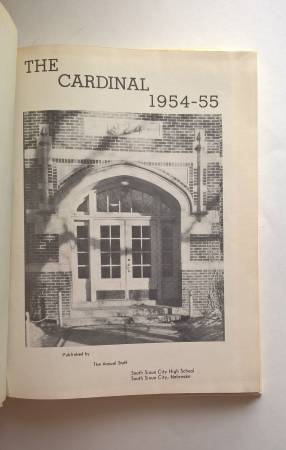 THE
CARDINAL
1954-55
Published by
The Annual Staff
South Sioux City High School
South Sioux City, Nebraska